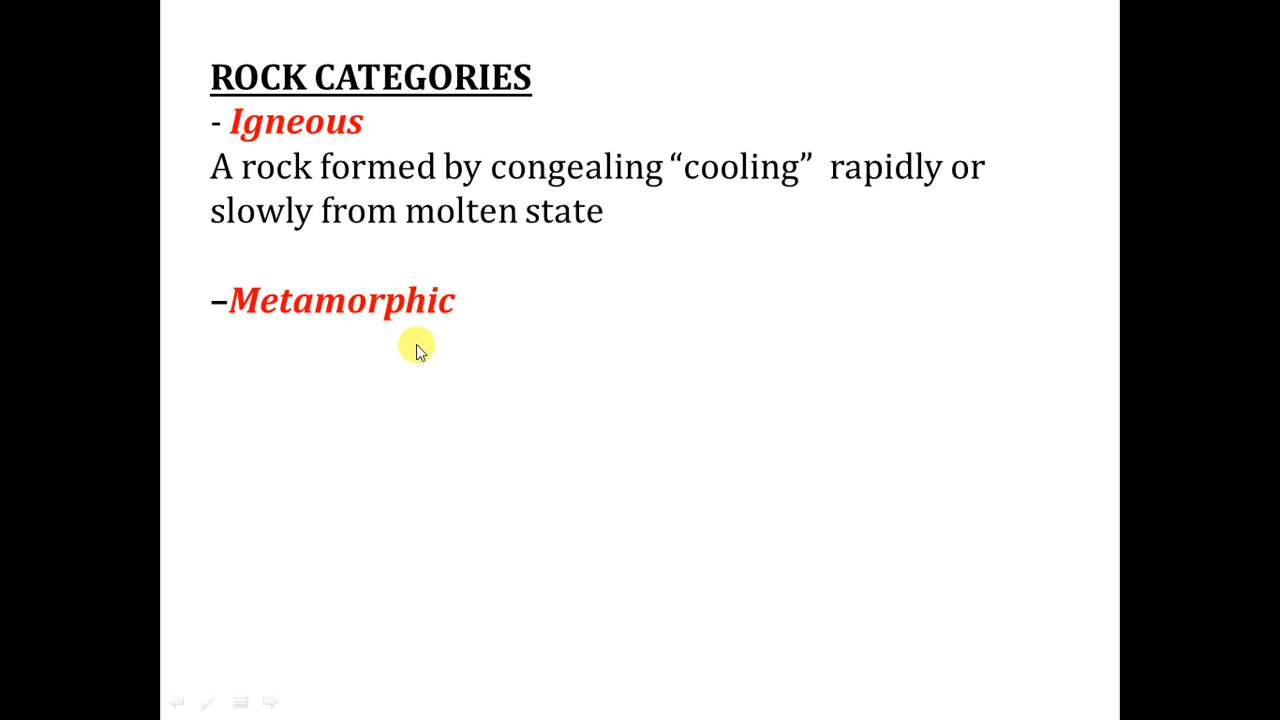 ROCK CATEGORIES
- Igneous
A rock formed by congealing “cooling”  rapidly or
slowly from molten state
–Metamorphic